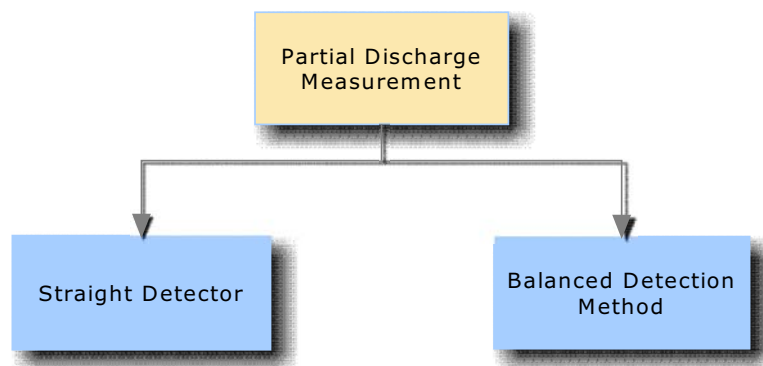 Partial Discharge
Measurement
Straight Detector
Balanced Detection
Method